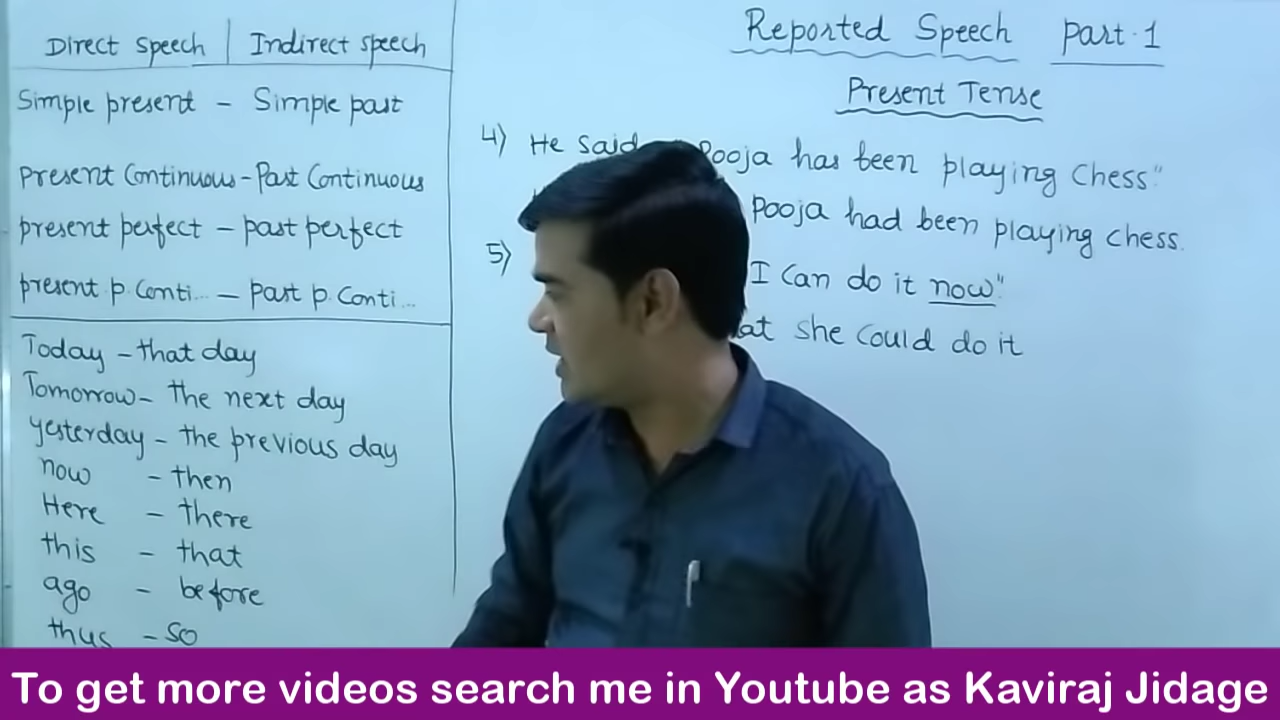 Direct Speech | Indirect speech
Simple present - Simple past
present Continuous - Past Continuous
present perfect - past perfect
present p. Conti... - past p. Conti...
Today - that day
Tomorrow - the next day
yesterday - the previous day
now - then
Here - there
this - that
ago - before
thus - so
Reported Speech Part-1
Present Tense
4) He said Pooja has been playing chess."
Pooja had been playing chess.
5) I can do it now."
she could do it
To get more videos search me in Youtube as Kaviraj Jidage